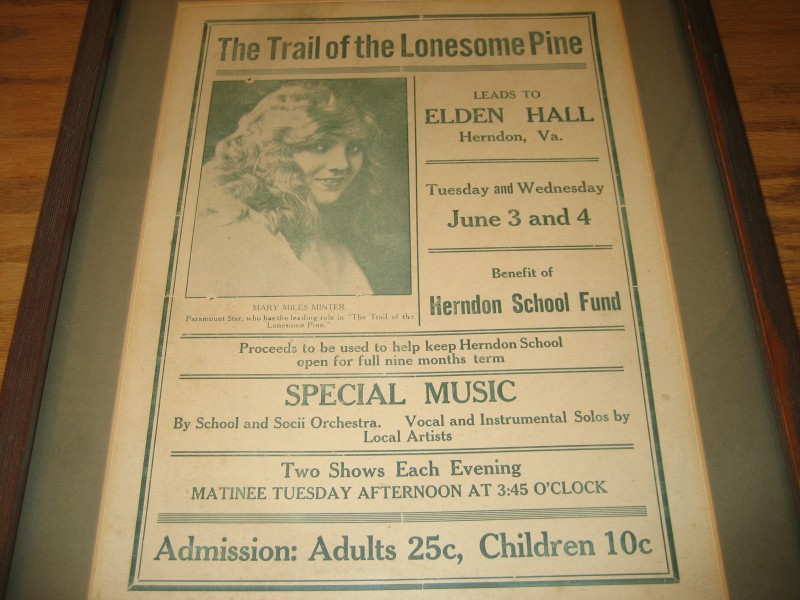 The Trail of the Lonesome Pine
LEADS TO
ELDEN HALL
Herndon, Va.
Tuesday and Wednesday
June 3 and 4
Benefit of
Herndon School Fund
MARY MILES MINTER
Paramount Star, who has the leading role in "The Trail of the
Lonesome Pine."
Proceeds to be used to help keep Herndon School
open for full nine months term
SPECIAL MUSIC
By School and Socii Orchestra. Vocal and Instrumental Solos by
Local Artists
Two Shows Each Evening
MATINEE TUESDAY AFTERNOON AT 3:45 O'CLOCK
Admission: Adults 25c, Children 10c